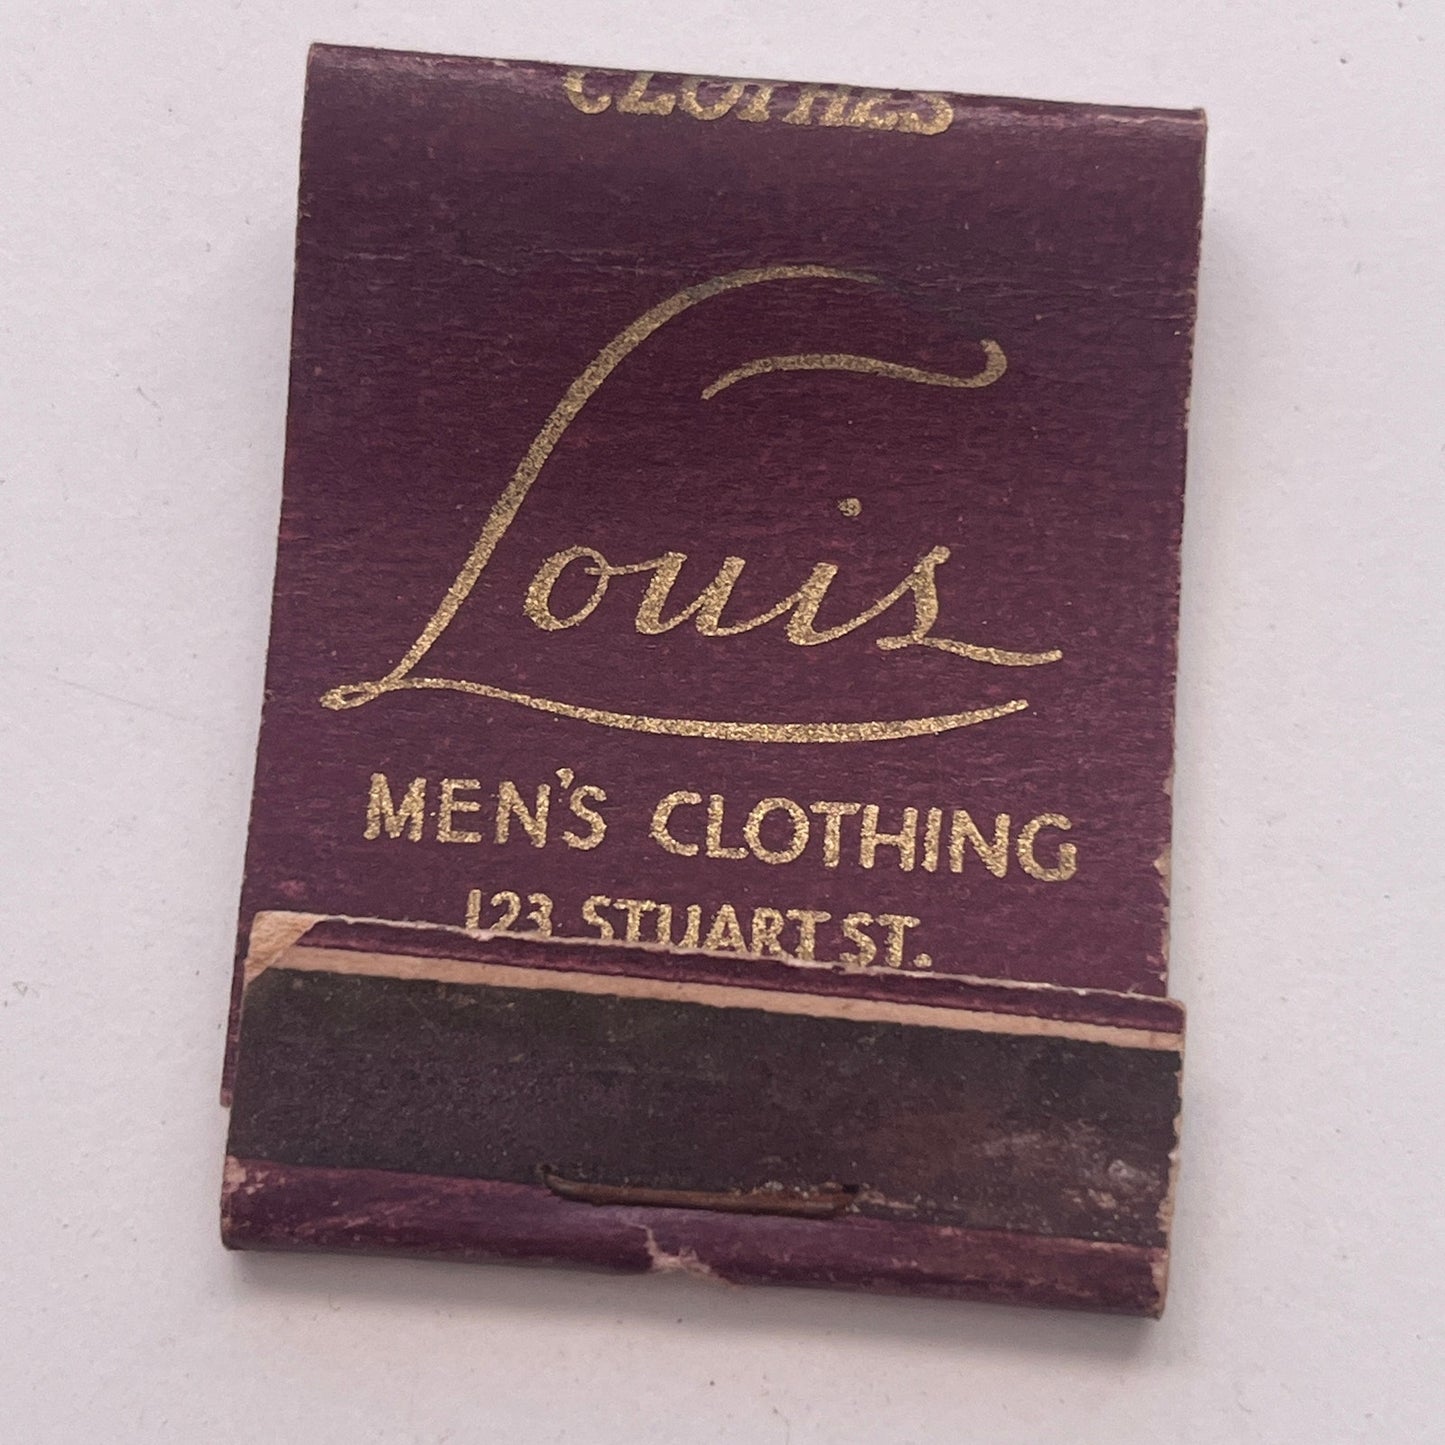 CLOTHES
Louis
MEN'S CLOTHING
123 STUART ST.